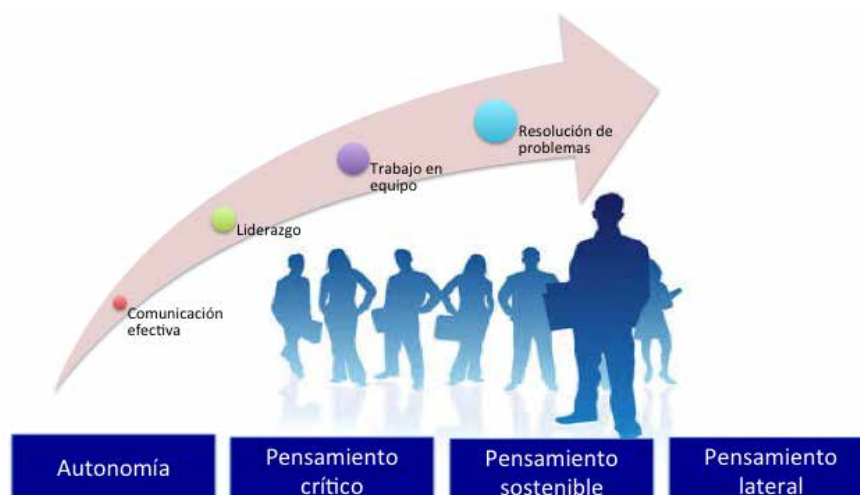 Resolución de
problemas
Trabajo en
equipo
Liderazgo
Comunicación
efectiva
Autonomía
Pensamiento
crítico
Pensamiento
sostenible
Pensamiento
lateral